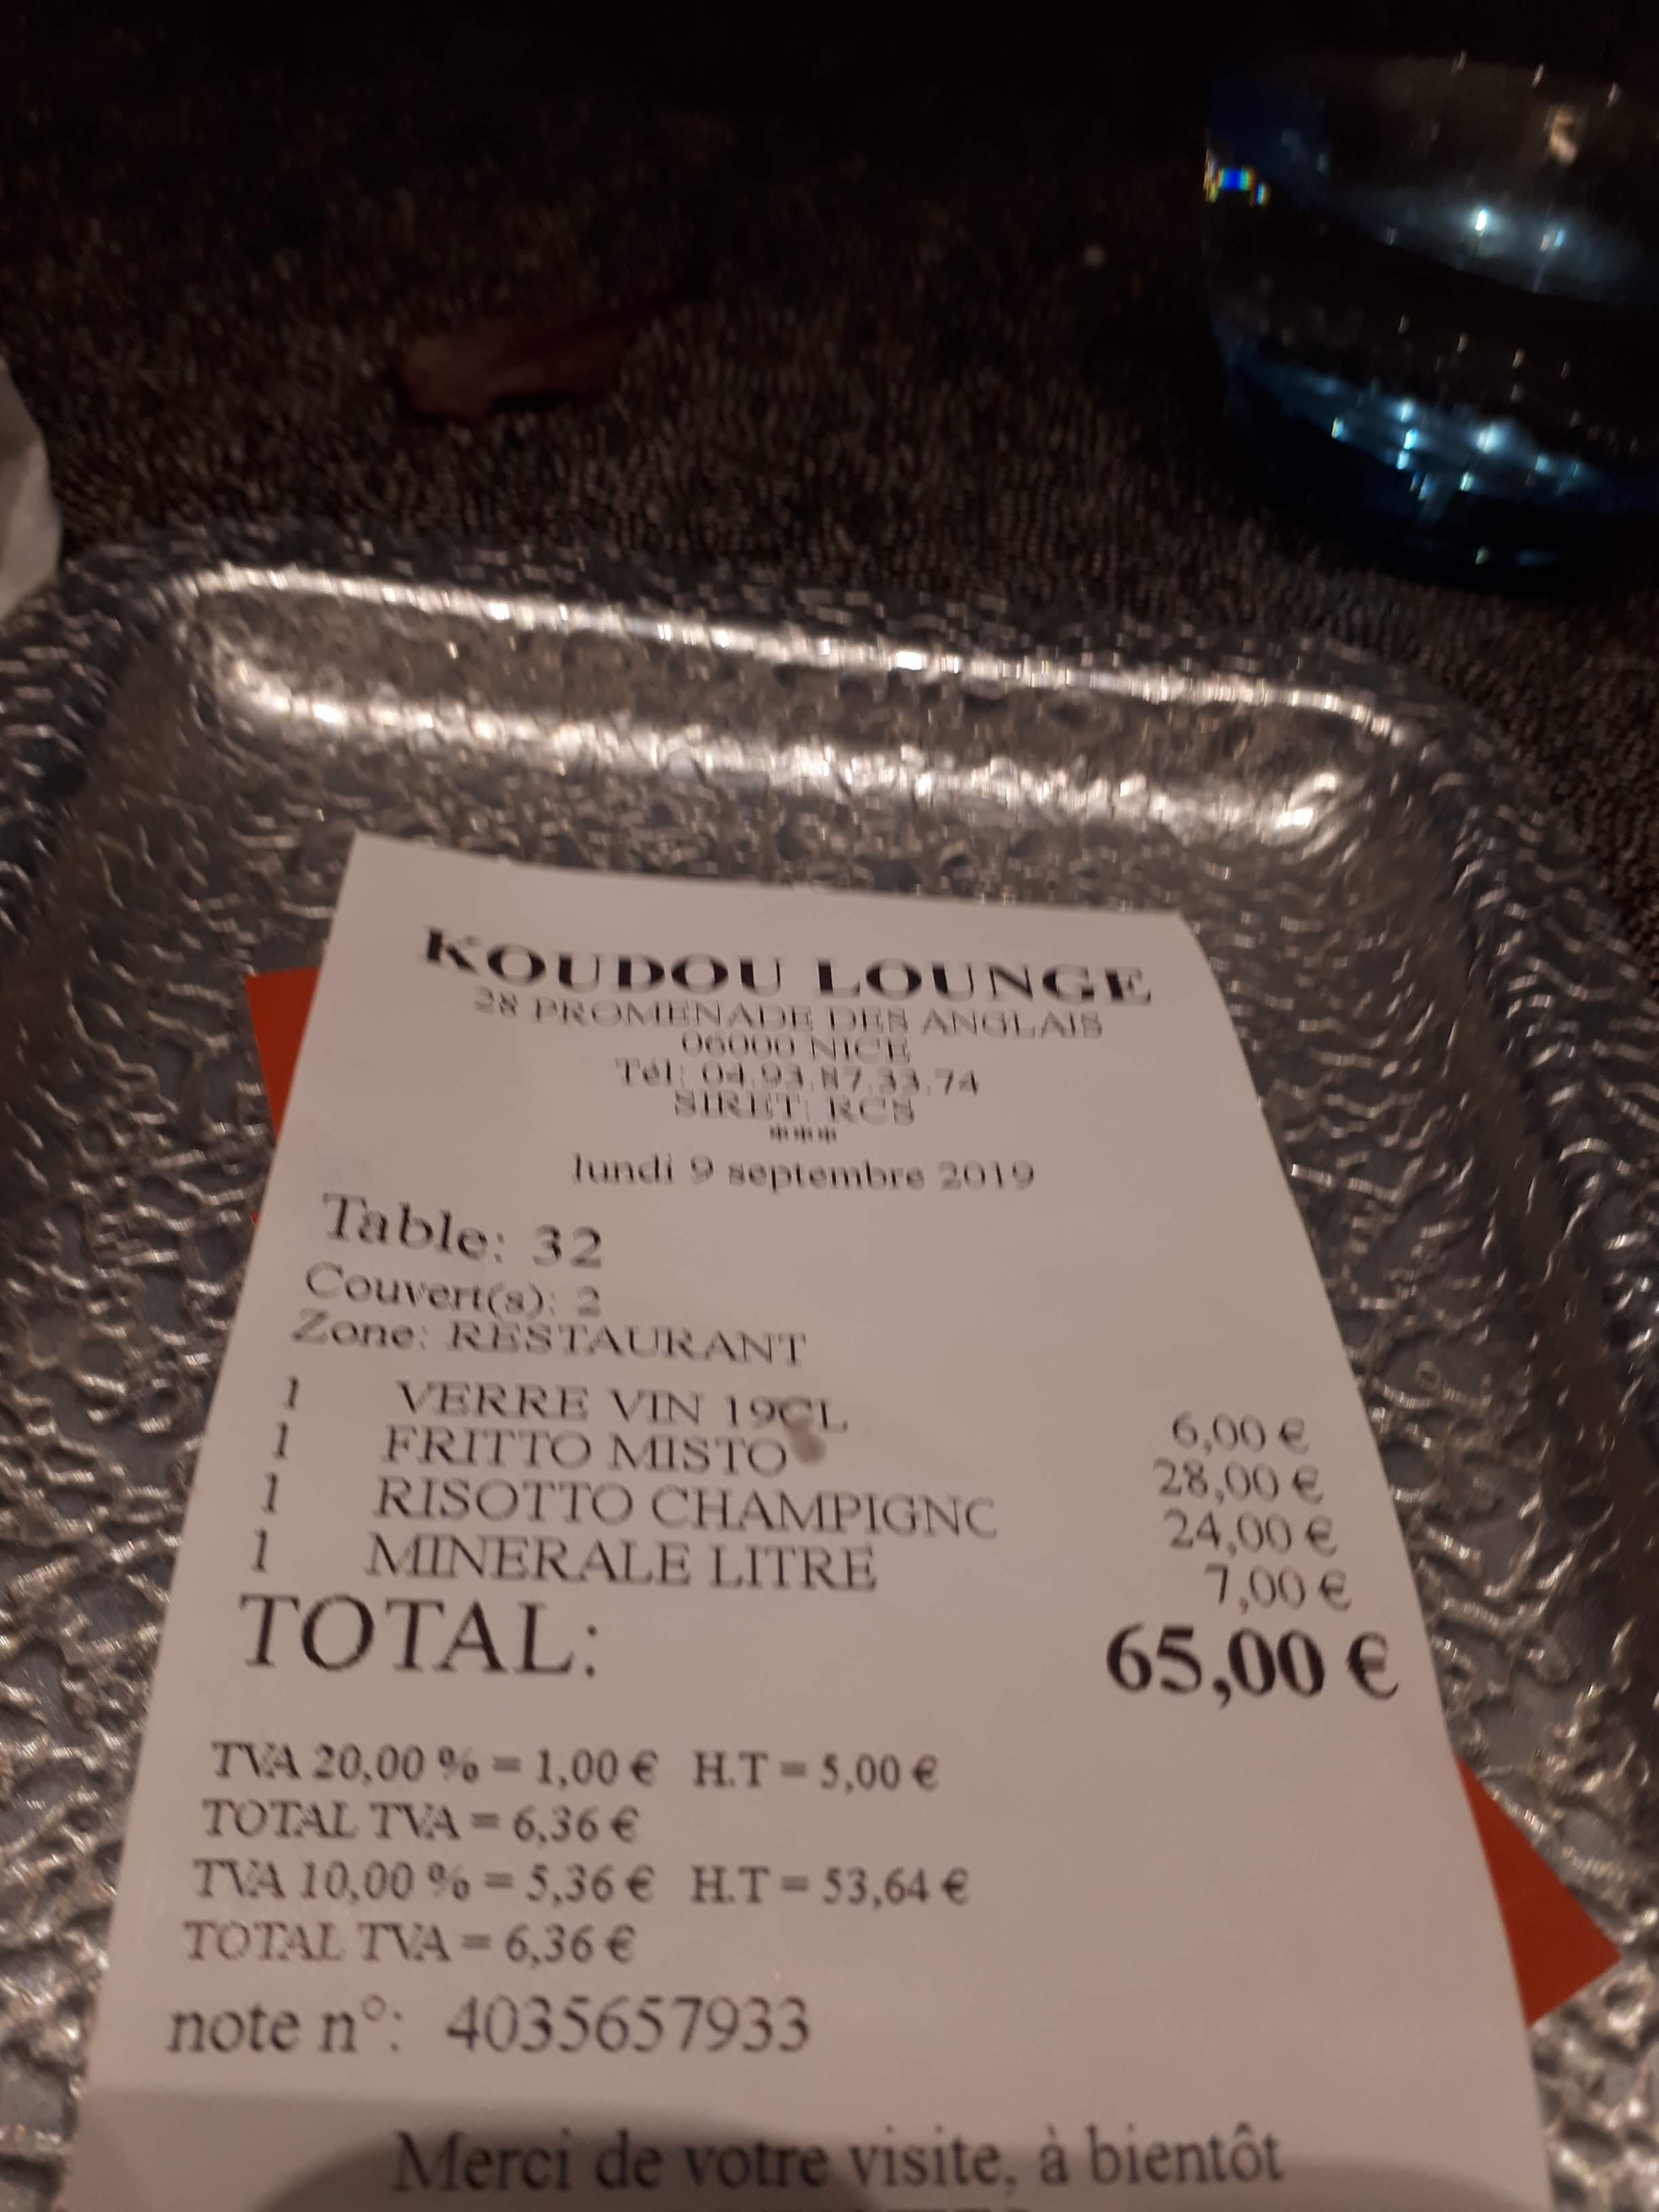 KOUDOU LOUNGE
28 PROMENADE DES ANGLAIS
06000 NICE
Tél: 04.93.87.33.74
SIRET: RCS
***
lundi 9 septembre 2019
Table: 32
Couvert(s): 2
Zone: RESTAURANT
1 VERRE VIN 19CL 6,00 €
1 FRITTO MISTO 28,00 €
1 RISOTTO CHAMPIGNC 24,00 €
1 MINERALE LITRE 7,00 €
TOTAL: 65,00 €
TVA 20,00 % = 1,00 € H.T = 5,00 €
TOTAL TVA = 6,36 €
TVA 10,00 % = 5,36 € H.T = 53,64 €
TOTAL TVA = 6,36 €
note n°: 4035657933
Merci de votre visite, à bientôt